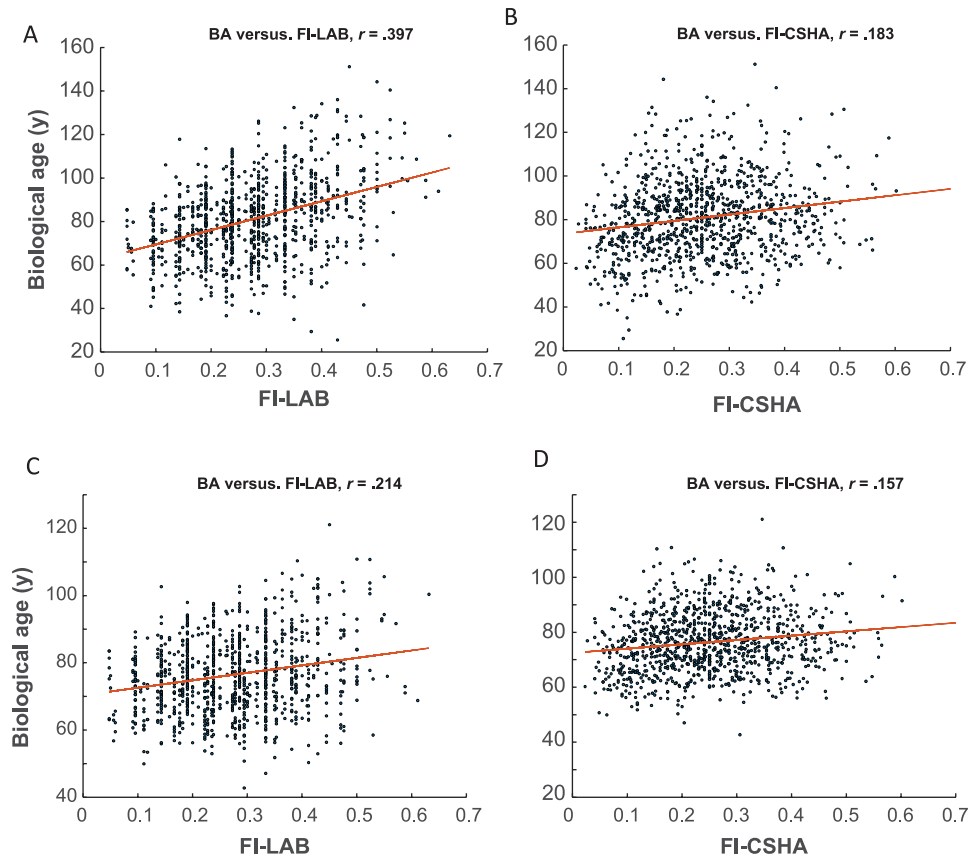 A
BA versus. FI-LAB, r = .397
160
140
120
100
80
60
40
20
Biological age (y)
0 0.1 0.2 0.3 0.4 0.5 0.6 0.7
FI-LAB
B
BA versus. FI-CSHA, r = .183
160
140
120
100
80
60
40
20
0 0.1 0.2 0.3 0.4 0.5 0.6 0.7
FI-CSHA
C
BA versus. FI-LAB, r = .214
120
100
80
60
40
Biological age (y)
0 0.1 0.2 0.3 0.4 0.5 0.6 0.7
FI-LAB
D
BA versus. FI-CSHA, r = .157
120
100
80
60
40
20
0 0.1 0.2 0.3 0.4 0.5 0.6 0.7
FI-CSHA